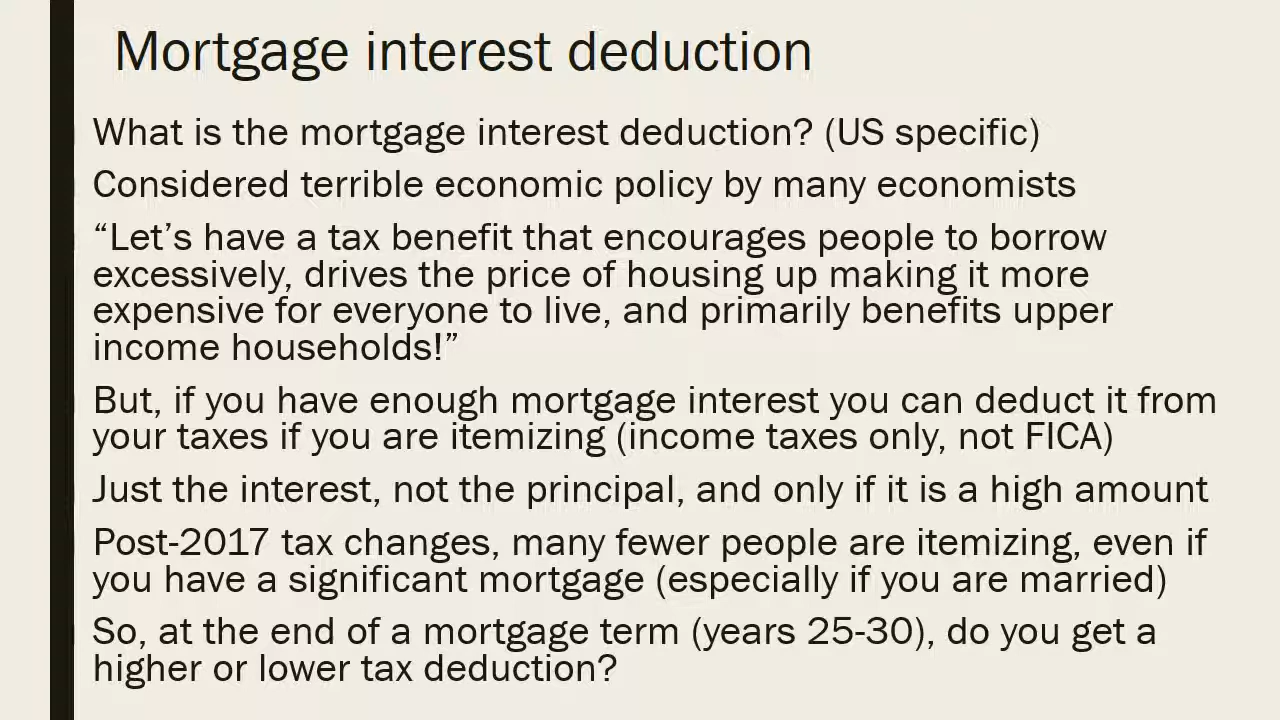 Mortgage interest deduction
What is the mortgage interest deduction? (US specific)
Considered terrible economic policy by many economists
“Let’s have a tax benefit that encourages people to borrow
excessively, drives the price of housing up making it more
expensive for everyone to live, and primarily benefits upper
income households!”
But, if you have enough mortgage interest you can deduct it from
your taxes if you are itemizing (income taxes only, not FICA)
Just the interest, not the principal, and only if it is a high amount
Post-2017 tax changes, many fewer people are itemizing, even if
you have a significant mortgage (especially if you are married)
So, at the end of a mortgage term (years 25-30), do you get a
higher or lower tax deduction?